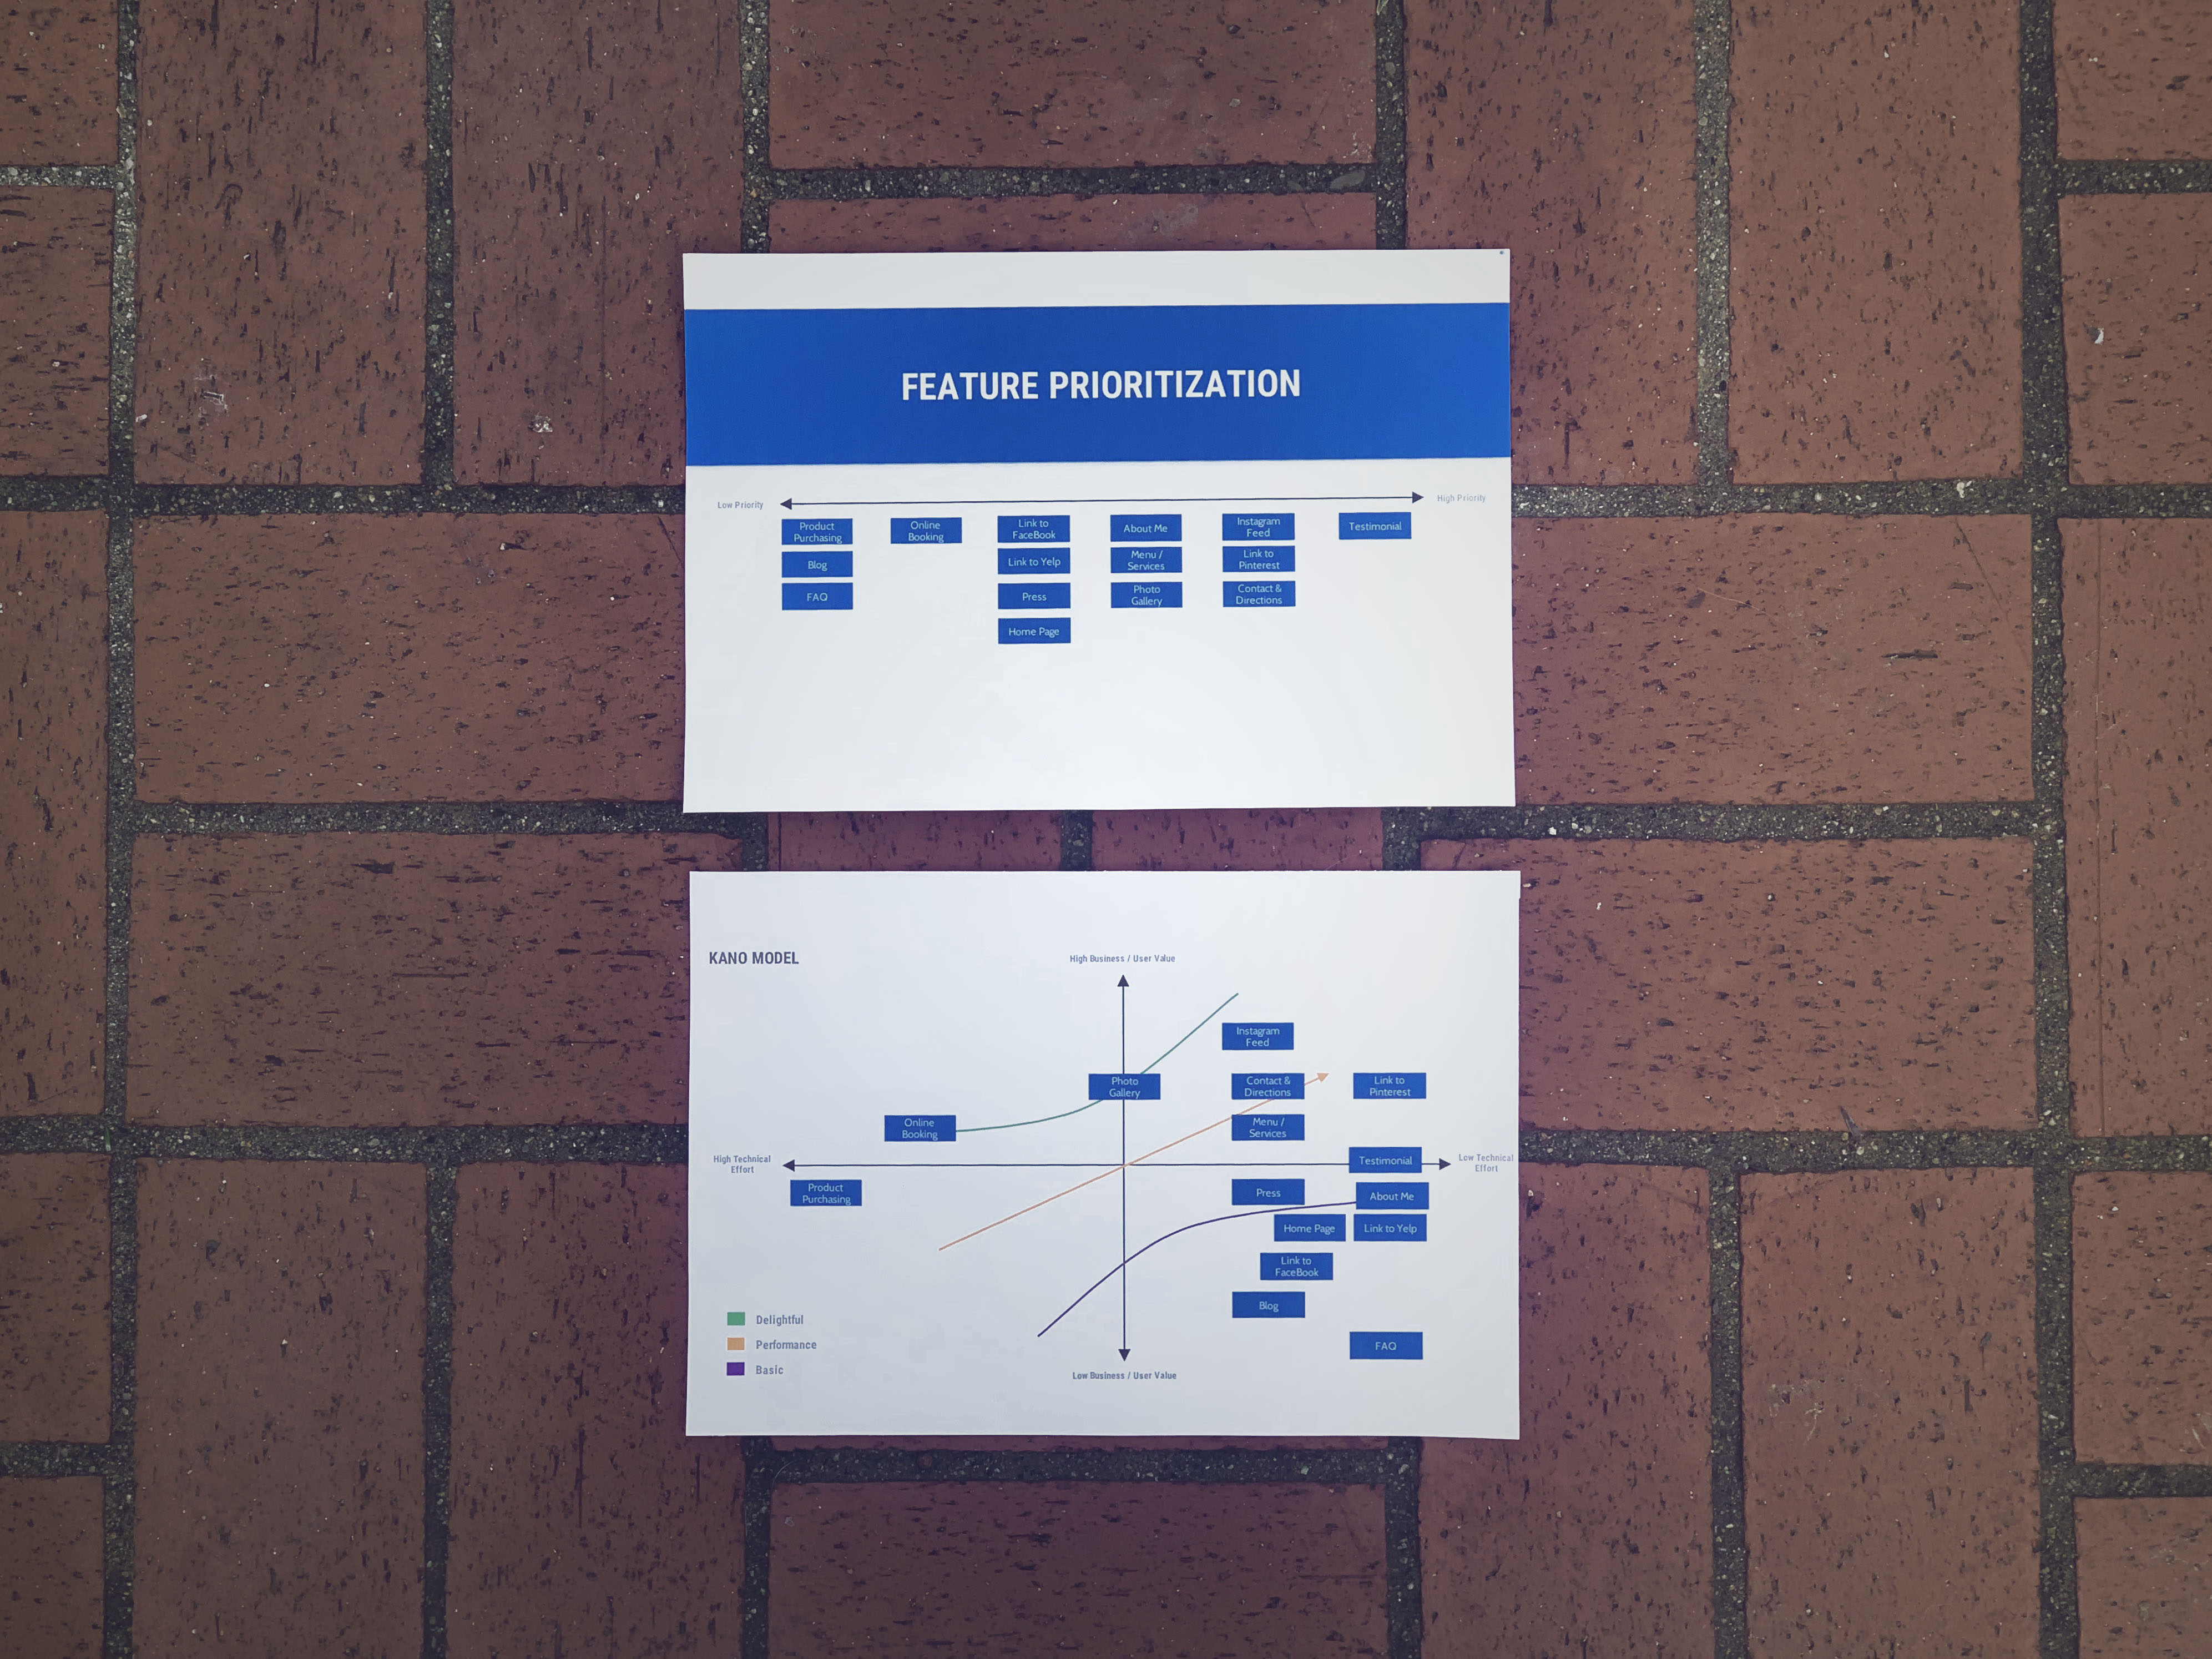 FEATURE PRIORITIZATION
Low Priority
High Priority
Product
Purchasing
Blog
FAQ
Online
Booking
Link to
FaceBook
Link to Yelp
Press
Home Page
About Me
Menu /
Services
Photo
Gallery
Instagram
Feed
Link to
Pinterest
Contact &
Directions
Testimonial
KANO MODEL
High Business / User Value
Instagram
Feed
Photo
Gallery
Contact &
Directions
Link to
Pinterest
Online
Booking
Menu /
Services
High Technical
Effort
Testimonial
Low Technical
Effort
Product
Purchasing
Press
About Me
Home Page
Link to Yelp
Link to
FaceBook
Blog
FAQ
Delightful
Performance
Basic
Low Business / User Value